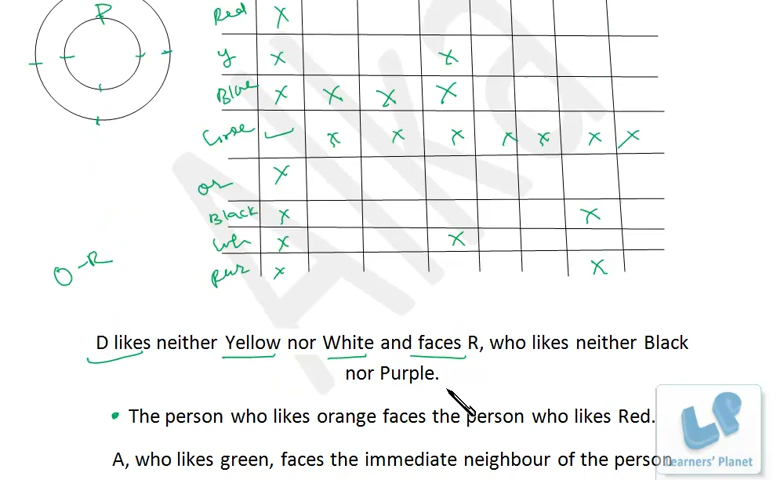 P
Red X
y X X
Blue X X X X
Gree ✓ X X X X X X X
or X
Black X X
Wh X X
Pur X X
O-R
Alka
D likes neither Yellow nor White and faces R, who likes neither Black
nor Purple.
• The person who likes orange faces the person who likes Red.
A, who likes green, faces the immediate neighbour of the person
LP
Learners' Planet